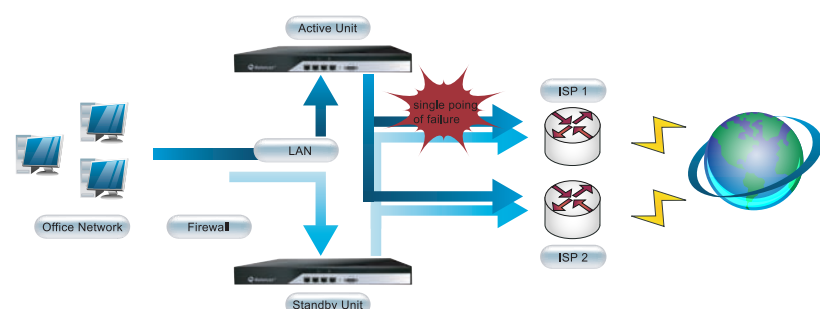 Active Unit
single poing
of failure
ISP 1
LAN
Office Network
Firewall
ISP 2
Standby Unit